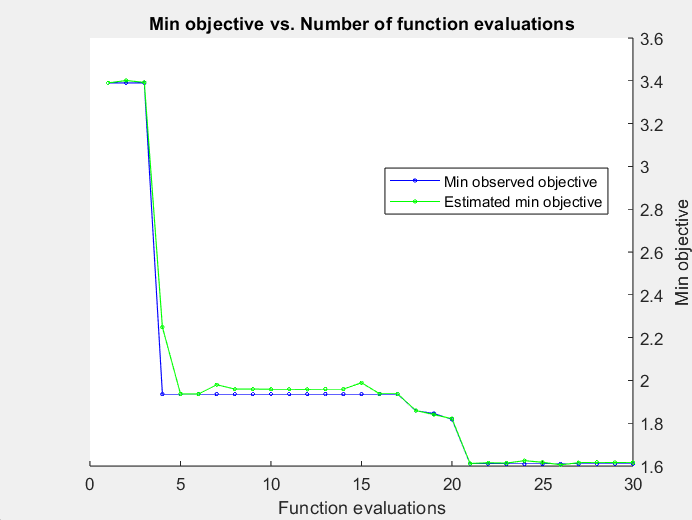 Min objective vs. Number of function evaluations
3.6
3.4
3.2
3
2.8
2.6
2.4
2.2
2
1.8
1.6
Min objective
Min observed objective
Estimated min objective
0 5 10 15 20 25 30
Function evaluations